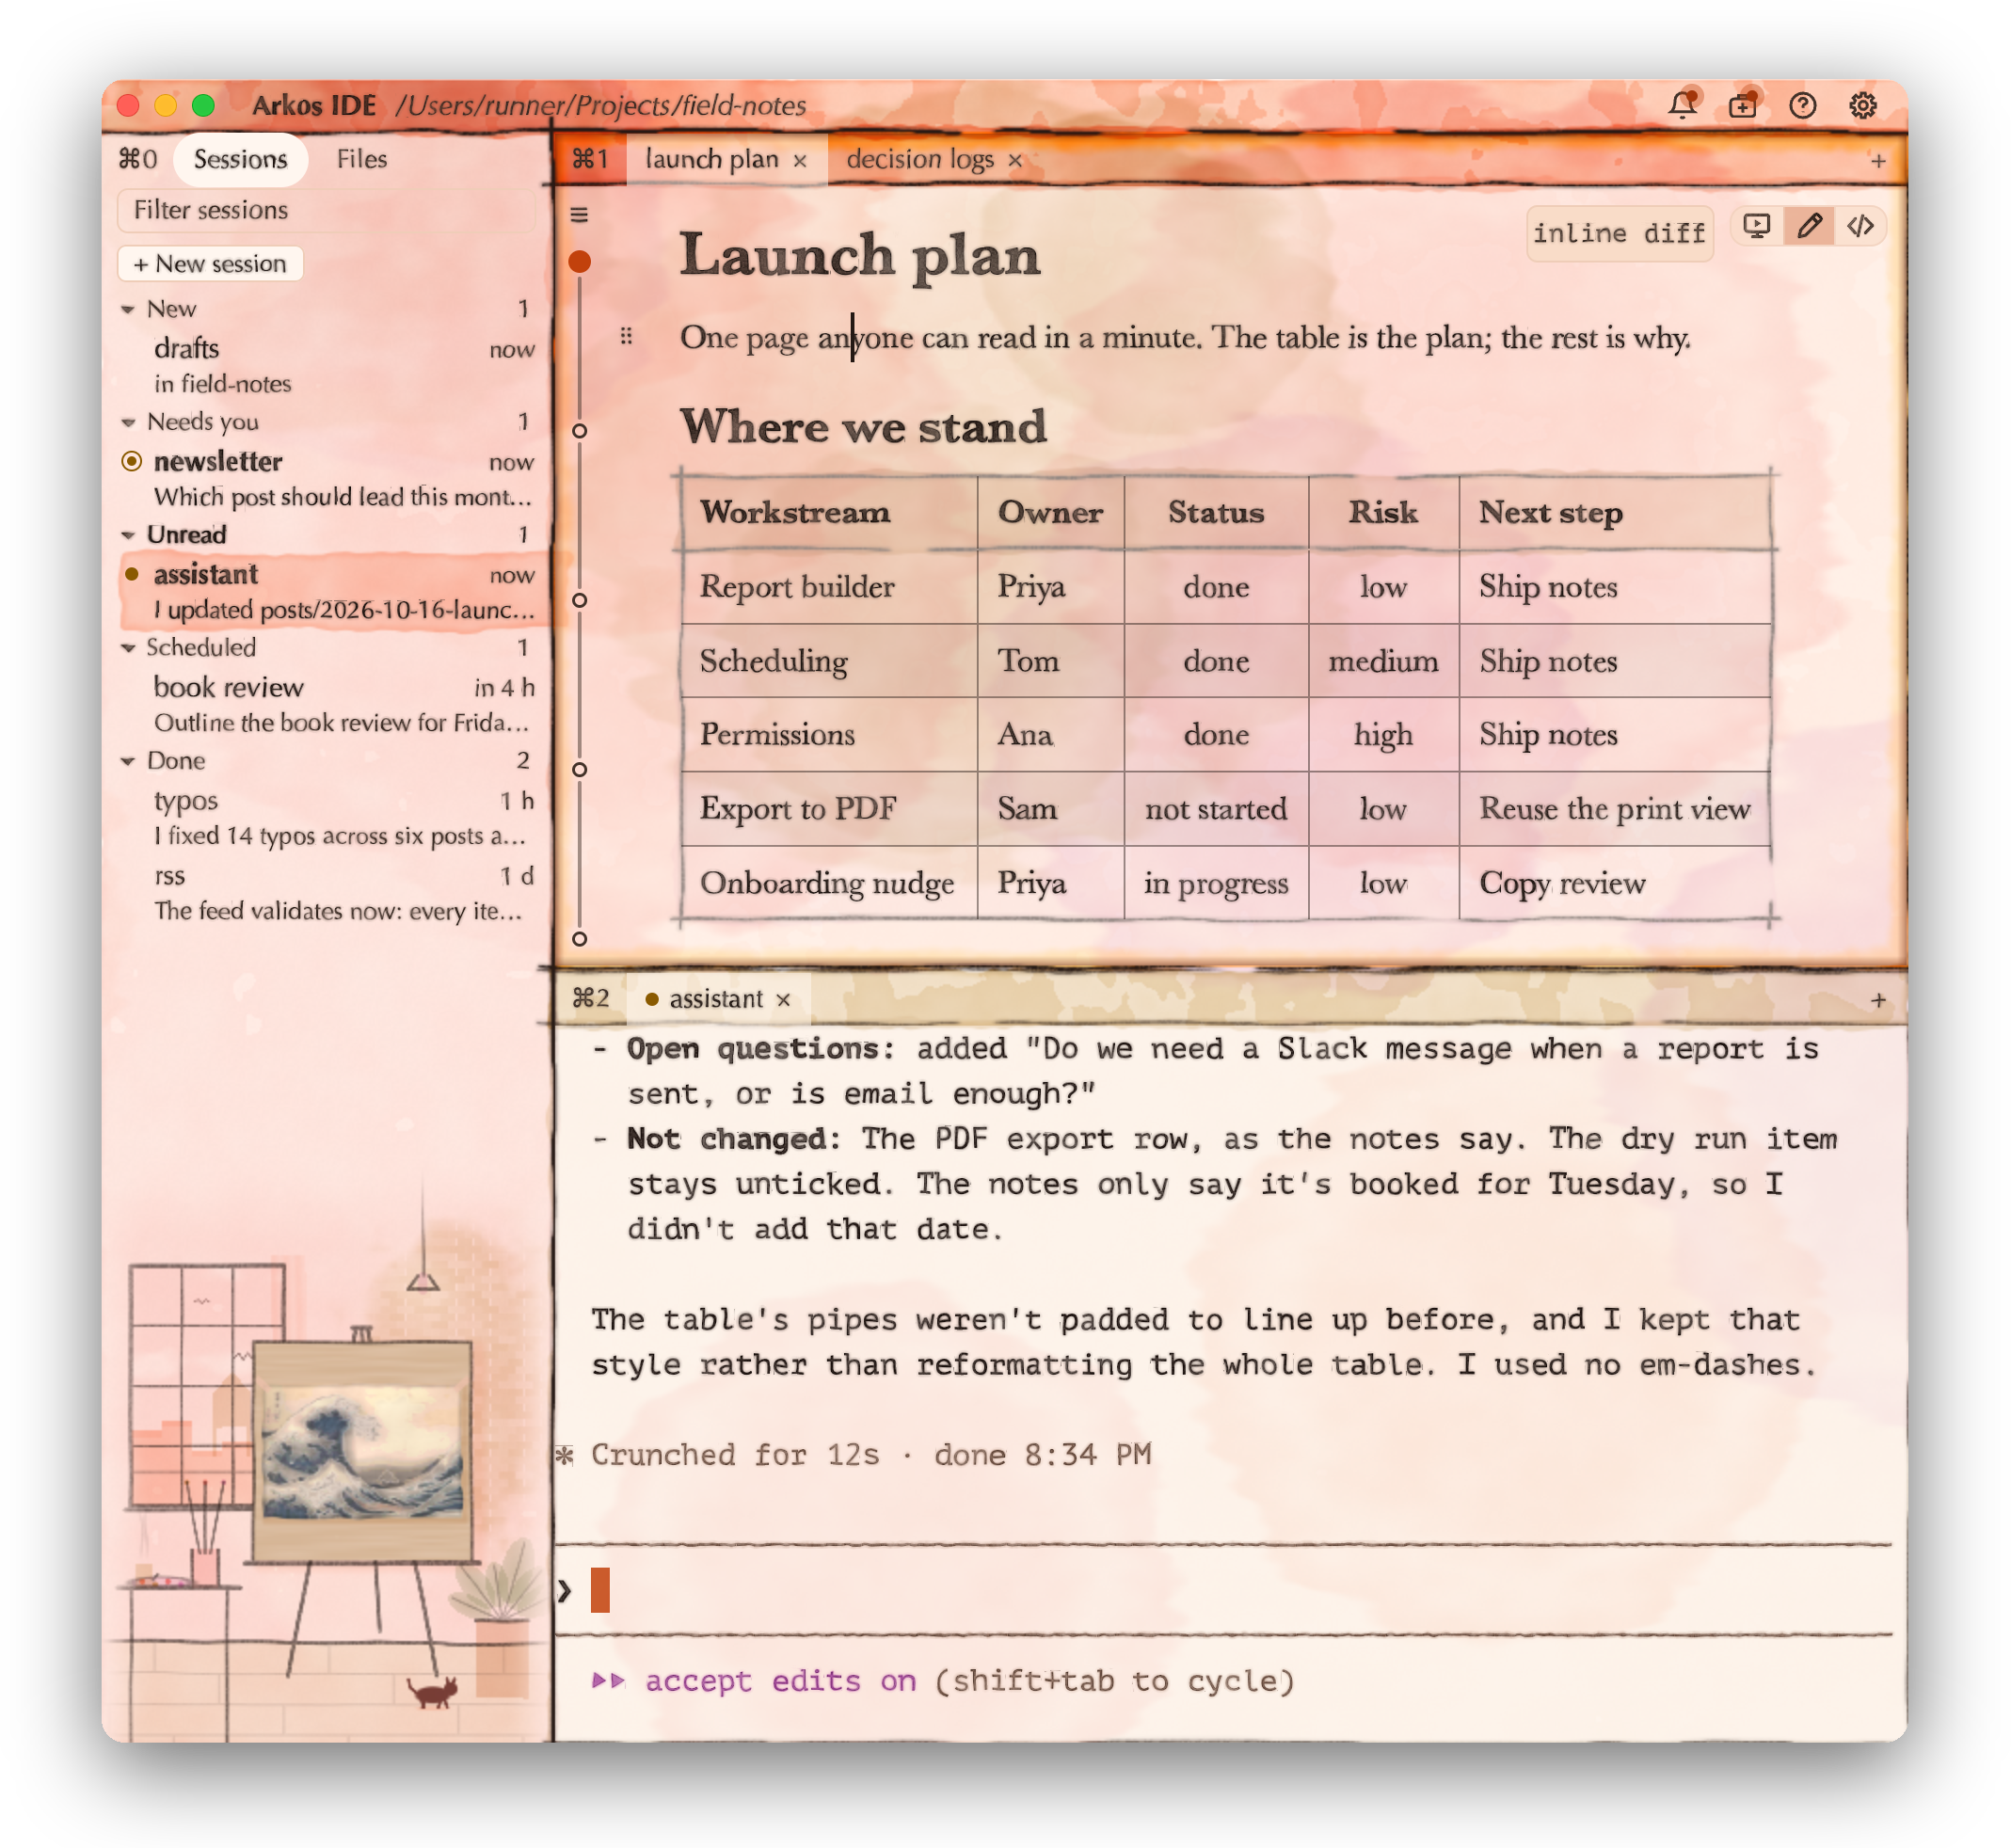 Arkos IDE /Users/runner/Projects/field-notes
⌘0 Sessions Files
Filter sessions
+ New session
New 1
drafts now
in field-notes
Needs you 1
newsletter now
Which post should lead this mont…
Unread 1
assistant now
I updated posts/2026-10-16-launc…
Scheduled 1
book review in 4 h
Outline the book review for Frida…
Done 2
typos 1 h
I fixed 14 typos across six posts a…
rss 1 d
The feed validates now: every ite…
⌘1 launch plan × decision logs × +
inline diff
Launch plan
One page anyone can read in a minute. The table is the plan; the rest is why.
Where we stand
Workstream Owner Status Risk Next step
Report builder Priya done low Ship notes
Scheduling Tom done medium Ship notes
Permissions Ana done high Ship notes
Export to PDF Sam not started low Reuse the print view
Onboarding nudge Priya in progress low Copy review
⌘2 assistant × +
- Open questions: added "Do we need a Slack message when a report is
sent, or is email enough?"
- Not changed: The PDF export row, as the notes say. The dry run item
stays unticked. The notes only say it's booked for Tuesday, so I
didn't add that date.
The table's pipes weren't padded to line up before, and I kept that
style rather than reformatting the whole table. I used no em-dashes.
✻ Crunched for 12s · done 8:34 PM
❯
▸▸ accept edits on (shift+tab to cycle)